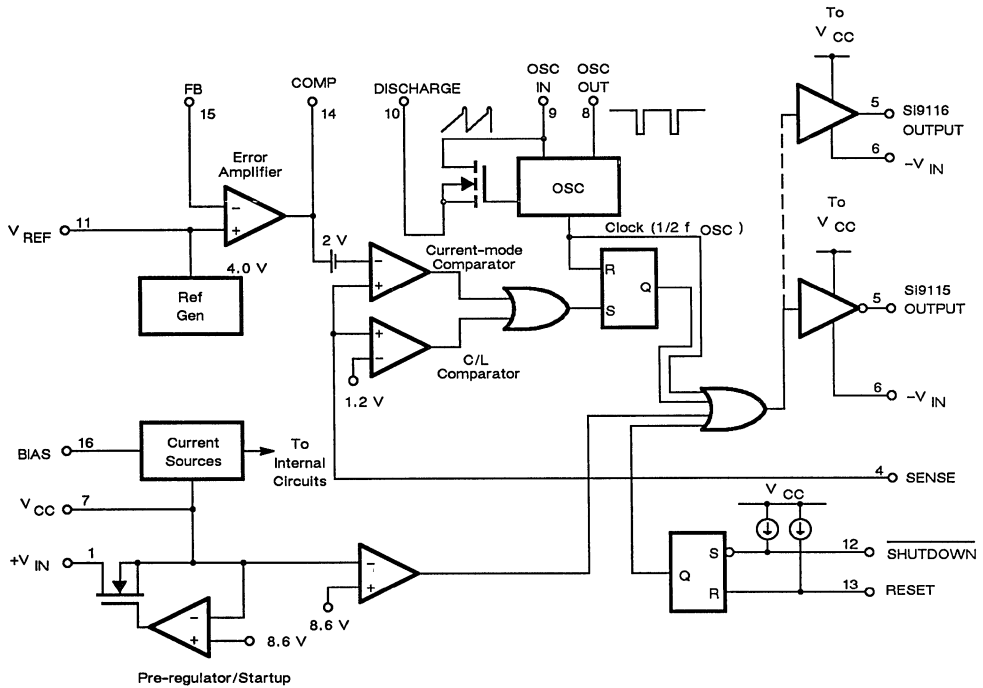 To
V CC
FB
15
COMP
14
DISCHARGE
10
OSC
IN
9
OSC
OUT
8
5
SI9116
OUTPUT
6
-V IN
Error
Amplifier
OSC
−
+
V REF
11
4.0 V
Ref
Gen
2 V
−
+
Current-mode
Comparator
Clock (1/2 f OSC )
R
Q
S
To
V CC
5
SI9115
OUTPUT
+
−
C/L
Comparator
1.2 V
6
-V IN
BIAS
16
Current
Sources
To
Internal
Circuits
4
SENSE
V CC
7
V CC
+V IN
1
−
+
8.6 V
S
Q
R
12
SHUTDOWN
13
RESET
−
+
8.6 V
Pre-regulator/Startup